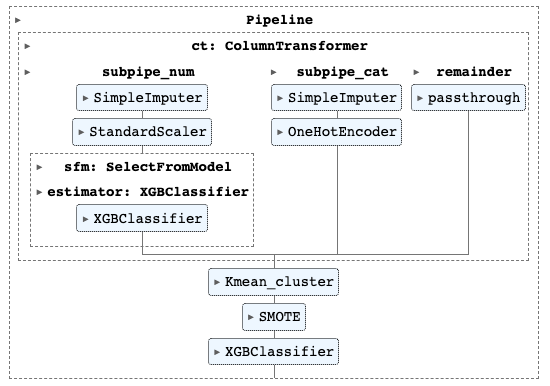 Pipeline
ct: ColumnTransformer
subpipe_num subpipe_cat remainder
SimpleImputer SimpleImputer passthrough
StandardScaler OneHotEncoder
sfm: SelectFromModel
estimator: XGBClassifier
XGBClassifier
Kmean_cluster
SMOTE
XGBClassifier